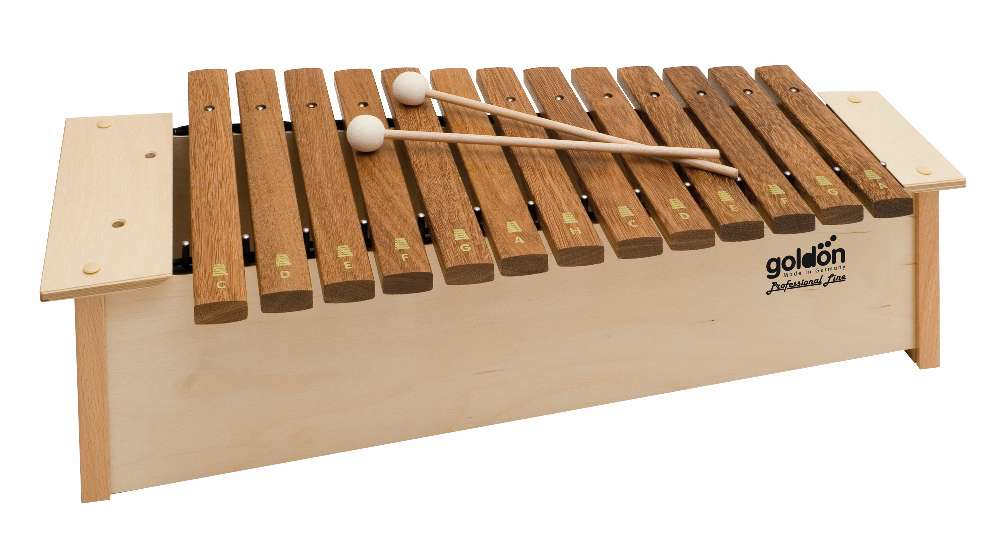 C
D
E
F
G
A
H
C
D
E
F
G
A
goldon
Made in Germany
Professional Line